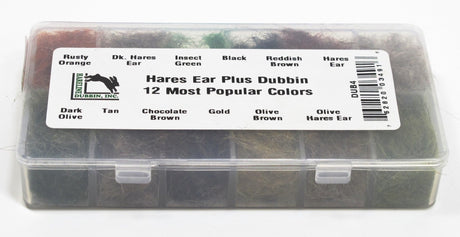 Rusty Orange
Dk. Hares Ear
Insect Green
Black
Reddish Brown
Hares Ear
HARELINE
DUBBIN, INC.
Hares Ear Plus Dubbin
12 Most Popular Colors
Dark Olive
Tan
Chocolate Brown
Gold
Olive Brown
Olive Hares Ear
DUB4